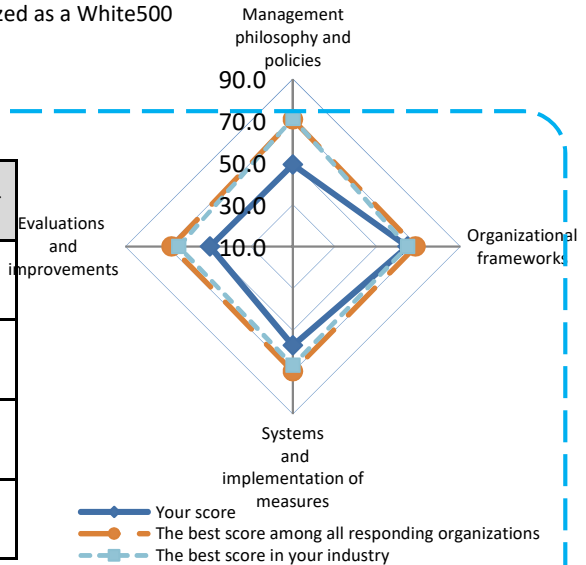 zed as a White500
Management
philosophy and
policies
90.0
70.0
50.0
30.0
10.0
Evaluations
and
improvements
Organizational
frameworks
Systems
and
implementation of
measures
Your score
The best score among all responding organizations
The best score in your industry